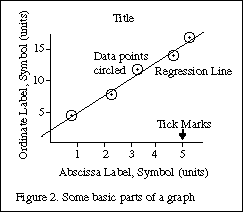 Title
Ordinate Label, Symbol (units)
15
10
5
Data points
circled
Regression Line
Tick Marks
1 2 3 4 5
Abscissa Label, Symbol (units)
Figure 2. Some basic parts of a graph